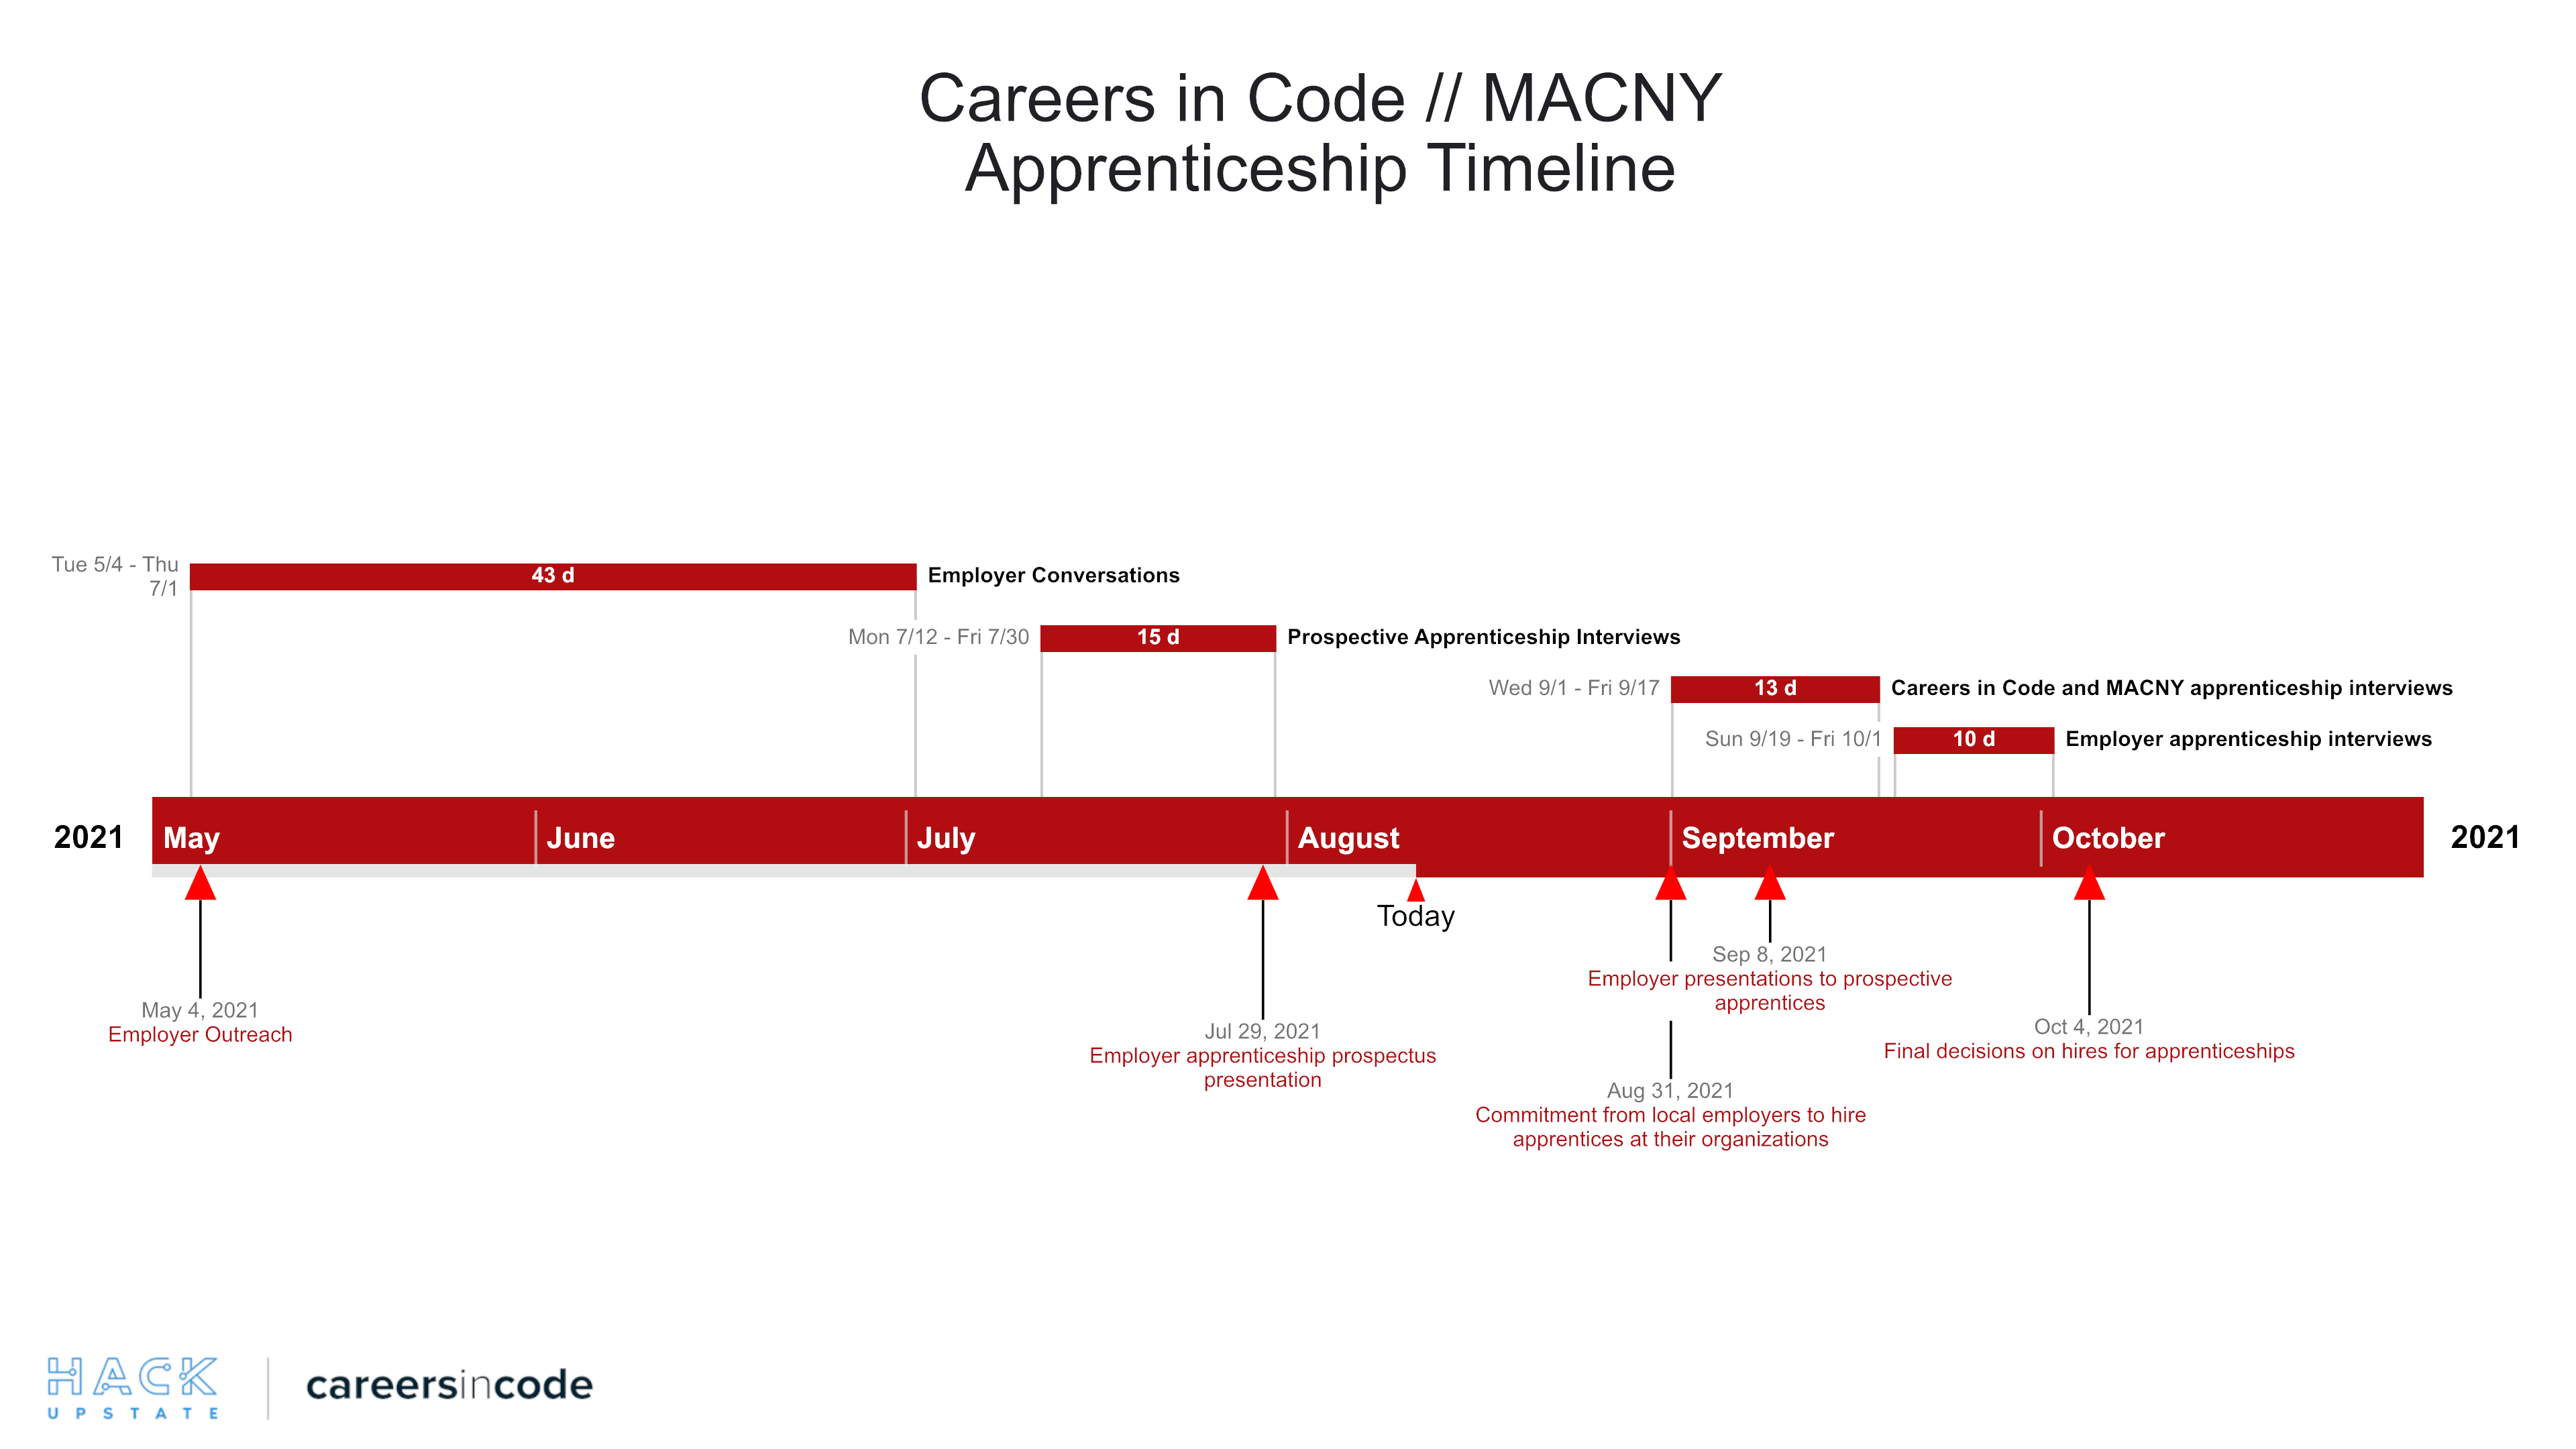 Careers in Code // MACNY
Apprenticeship Timeline
Tue 5/4 - Thu
7/1
43 d
Employer Conversations
Mon 7/12 - Fri 7/30
15 d
Prospective Apprenticeship Interviews
Wed 9/1 - Fri 9/17
13 d
Careers in Code and MACNY apprenticeship interviews
Sun 9/19 - Fri 10/1
10 d
Employer apprenticeship interviews
2021
May
June
July
August
September
October
2021
Today
May 4, 2021
Employer Outreach
Jul 29, 2021
Employer apprenticeship prospectus
presentation
Sep 8, 2021
Employer presentations to prospective
apprentices
Aug 31, 2021
Commitment from local employers to hire
apprentices at their organizations
Oct 4, 2021
Final decisions on hires for apprenticeships
HACK
UPSTATE
careersincode